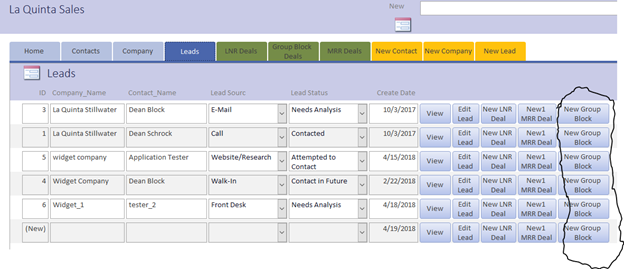 La Quinta Sales
New
Home Contacts Company Leads LNR Deals Group Block Deals MRR Deals New Contact New Company New Lead
Leads
ID Company_Name Contact_Name Lead Sourc Lead Status Create Date
3 La Quinta Stillwater Dean Block E-Mail Needs Analysis 10/3/2017 View Edit Lead New LNR Deal New1 MRR Deal New Group Block
1 La Quinta Stillwater Dean Schrock Call Contacted 10/3/2017 View Edit Lead New LNR Deal New1 MRR Deal New Group Block
5 widget company Application Tester Website/Research Attempted to Contact 4/15/2018 View Edit Lead New LNR Deal New1 MRR Deal New Group Block
4 Widget Company Dean Block Walk-In Contact in Future 2/22/2018 View Edit Lead New LNR Deal New1 MRR Deal New Group Block
6 Widget_1 tester_2 Front Desk Needs Analysis 4/18/2018 View Edit Lead New LNR Deal New1 MRR Deal New Group Block
(New) 4/19/2018 View Edit Lead New LNR Deal New1 MRR Deal New Group Block